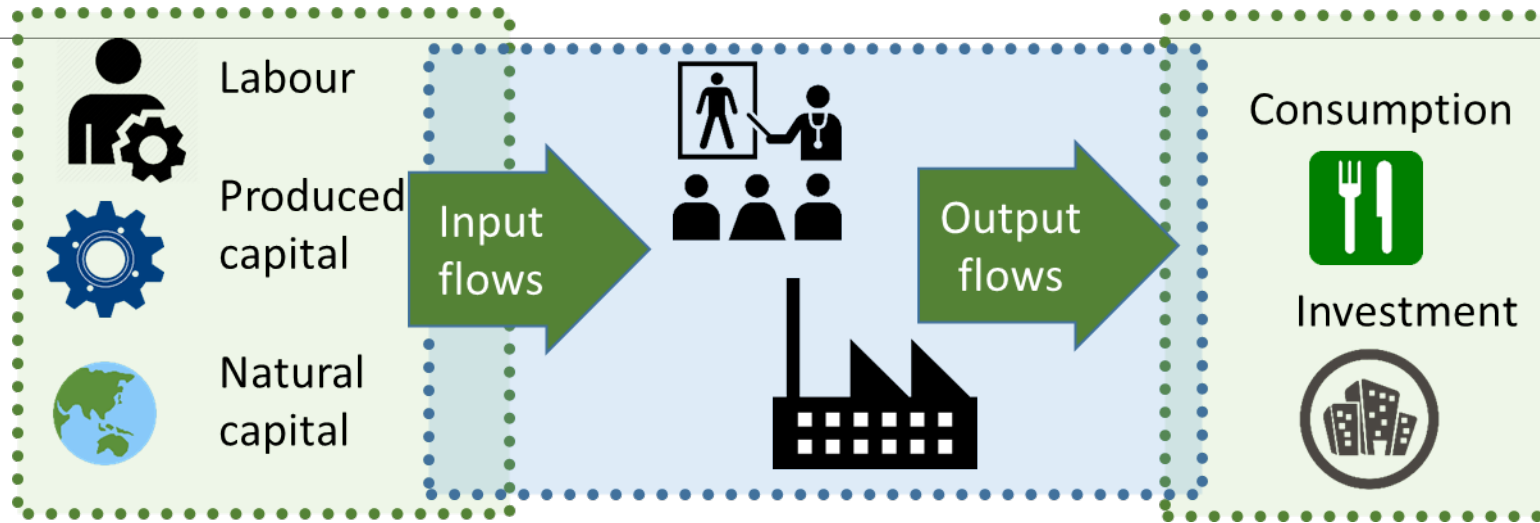 Labour
Produced
capital
Natural
capital
Input
flows
Output
flows
Consumption
Investment